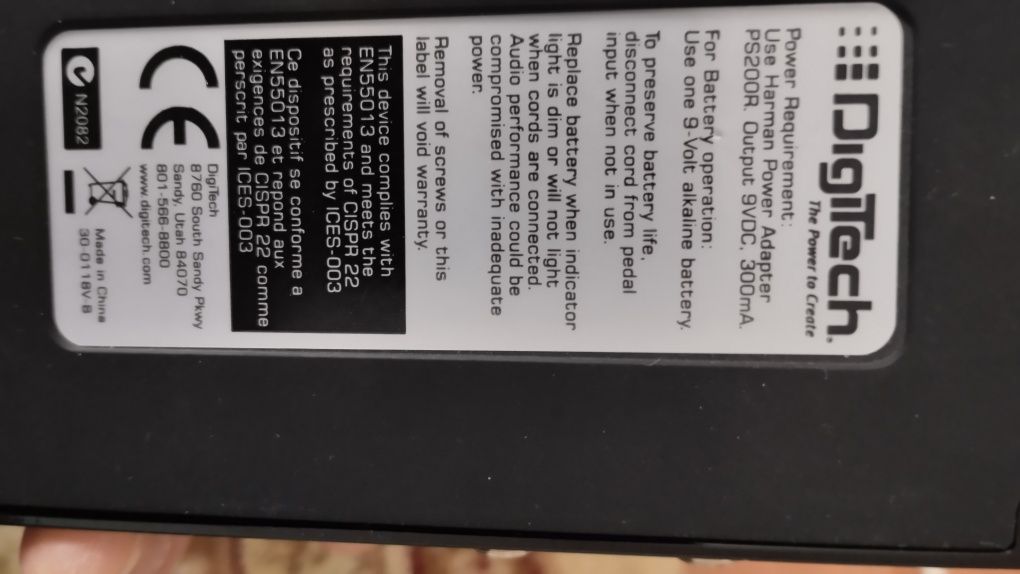 DigiTech®
The Power to Create
Power Requirement:
Use Harman Power Adapter
PS200R. Output 9VDC, 300mA.
For Battery operation:
Use one 9-Volt alkaline battery.
To preserve battery life,
disconnect cord from pedal
input when not in use.
Replace battery when indicator
light is dim or will not light
when cords are connected.
Audio performance could be
compromised with inadequate
power.
Removal of screws or this
label will void warranty.
This device complies with
EN55013 and meets the
requirements of CISPR 22
as prescribed by ICES-003
Ce dispositif se conforme a
EN55013 et repond aux
exigences de CISPR 22 comme
perscrit par ICES-003
CE
DigiTech
8760 South Sandy Pkwy
Sandy, Utah 84070
801-566-8800
www.digitech.com
N2082
Made in China
30-0118V-B